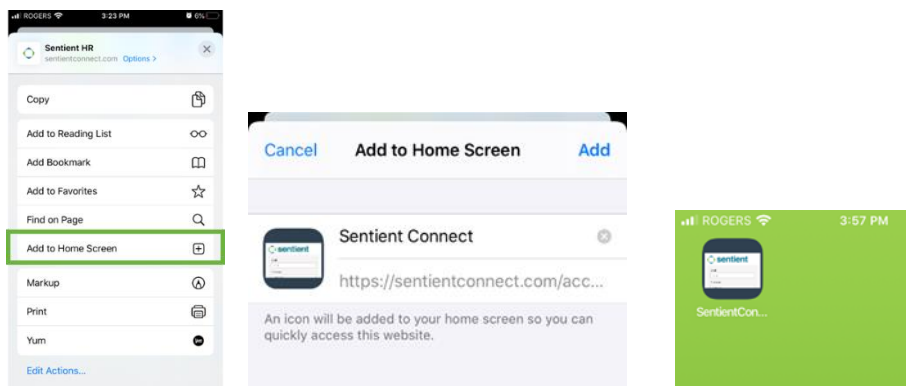 ROGERS 3:23 PM 6%
Sentient HR
sentientconnect.com Options >
Copy
Add to Reading List
Add Bookmark
Add to Favorites
Find on Page
Add to Home Screen
Markup
Print
Yum
Edit Actions...
Cancel Add to Home Screen Add
sentient
Sentient Connect
https://sentientconnect.com/acc...
An icon will be added to your home screen so you can
quickly access this website.
ROGERS 3:57 PM
sentient
SentientCon...